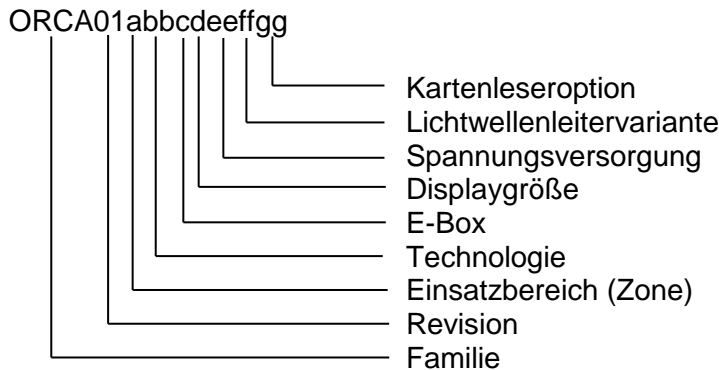 ORCA01abbcdeeffgg
Kartenleseroption
Lichtwellenleitervariante
Spannungsversorgung
Displaygröße
E-Box
Technologie
Einsatzbereich (Zone)
Revision
Familie